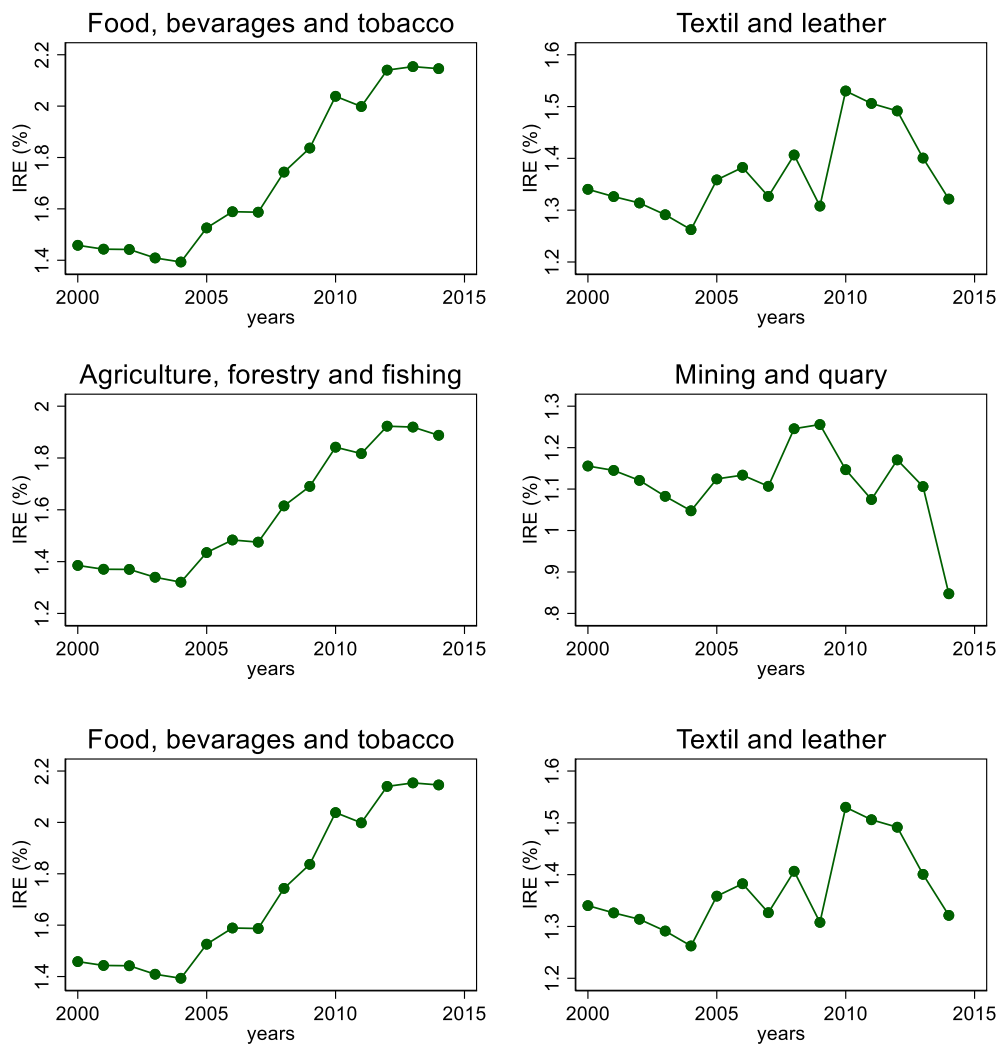 Food, bevarages and tobacco
IRE (%)
2.2
2
1.8
1.6
1.4
2000 2005 2010 2015
years
Textil and leather
IRE (%)
1.6
1.5
1.4
1.3
1.2
2000 2005 2010 2015
years
Agriculture, forestry and fishing
IRE (%)
2
1.8
1.6
1.4
1.2
2000 2005 2010 2015
years
Mining and quary
IRE (%)
1.3
1.2
1.1
1
.9
.8
2000 2005 2010 2015
years
Food, bevarages and tobacco
IRE (%)
2.2
2
1.8
1.6
1.4
2000 2005 2010 2015
years
Textil and leather
IRE (%)
1.6
1.5
1.4
1.3
1.2
2000 2005 2010 2015
years